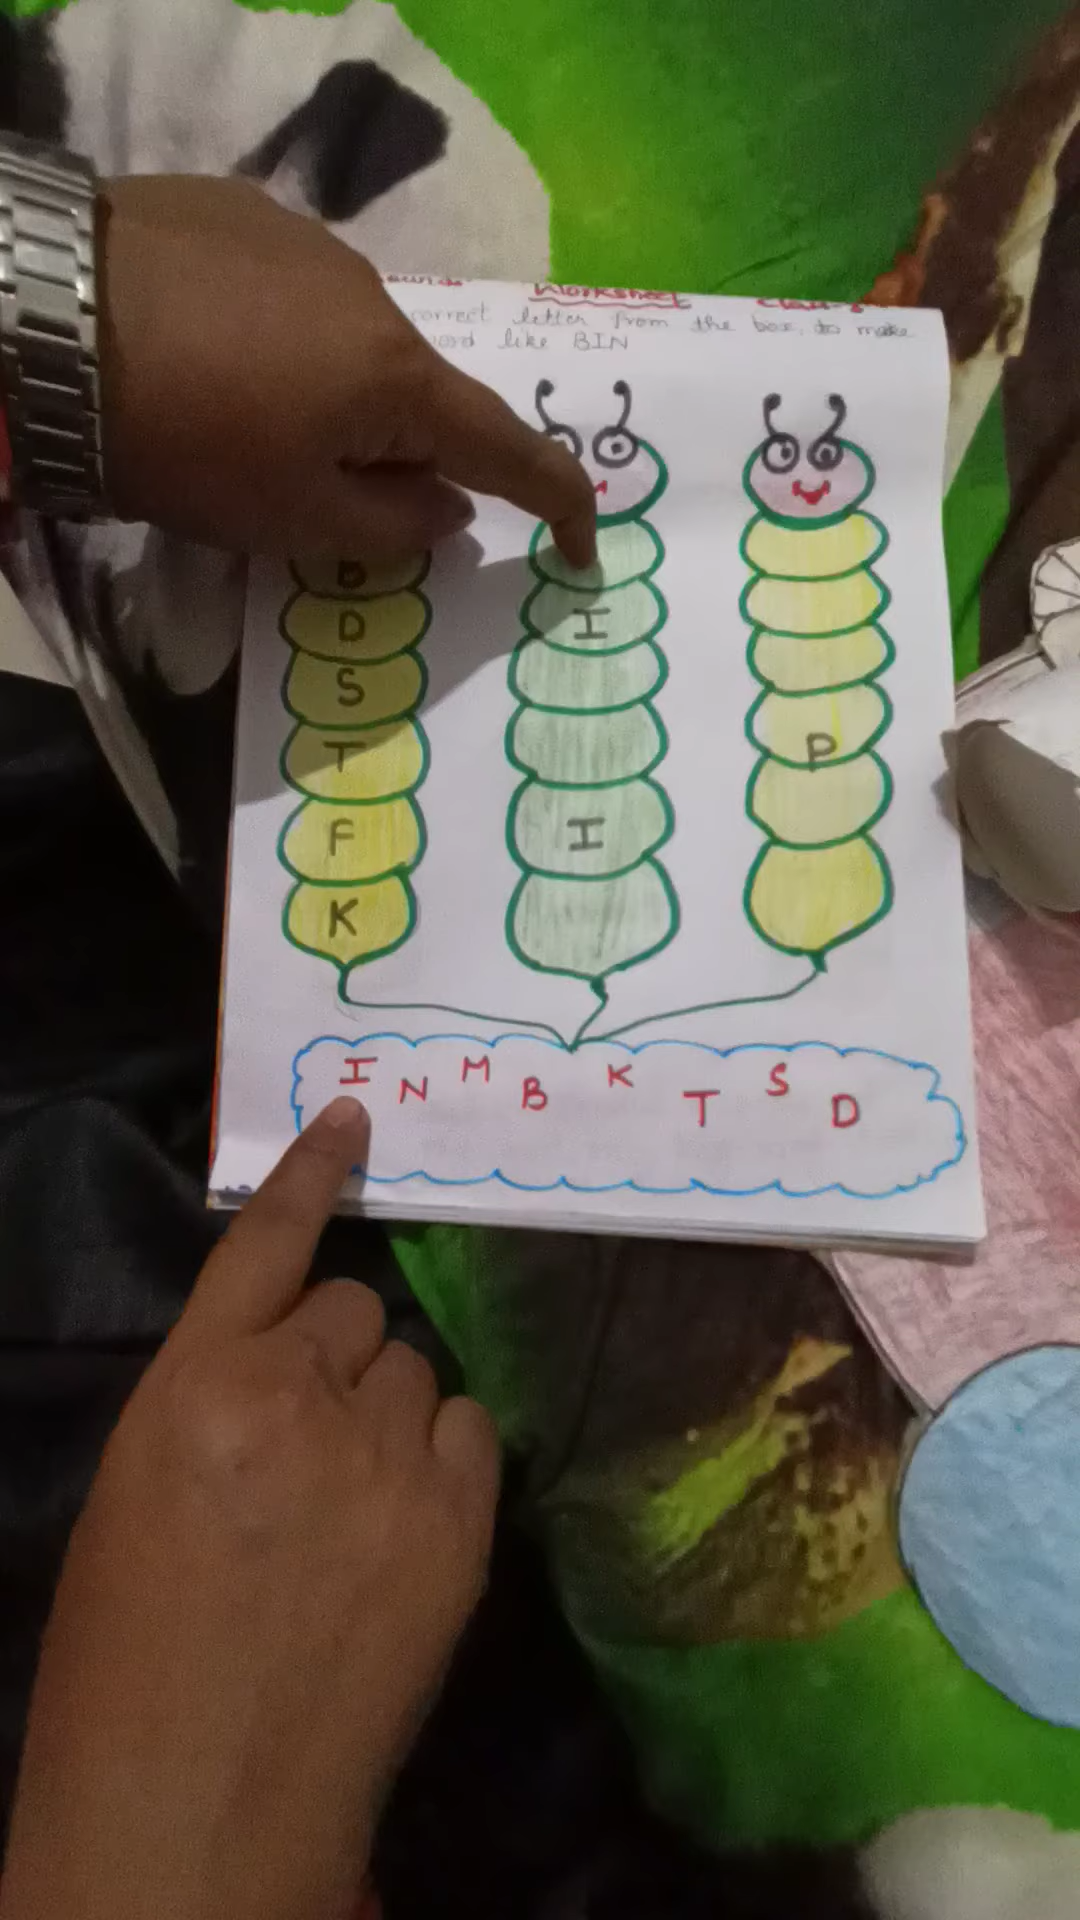 Worksheet
correct letter from the box, to make
word like BIN
B
D I
S
T P
F I
K
I N M B K T S D